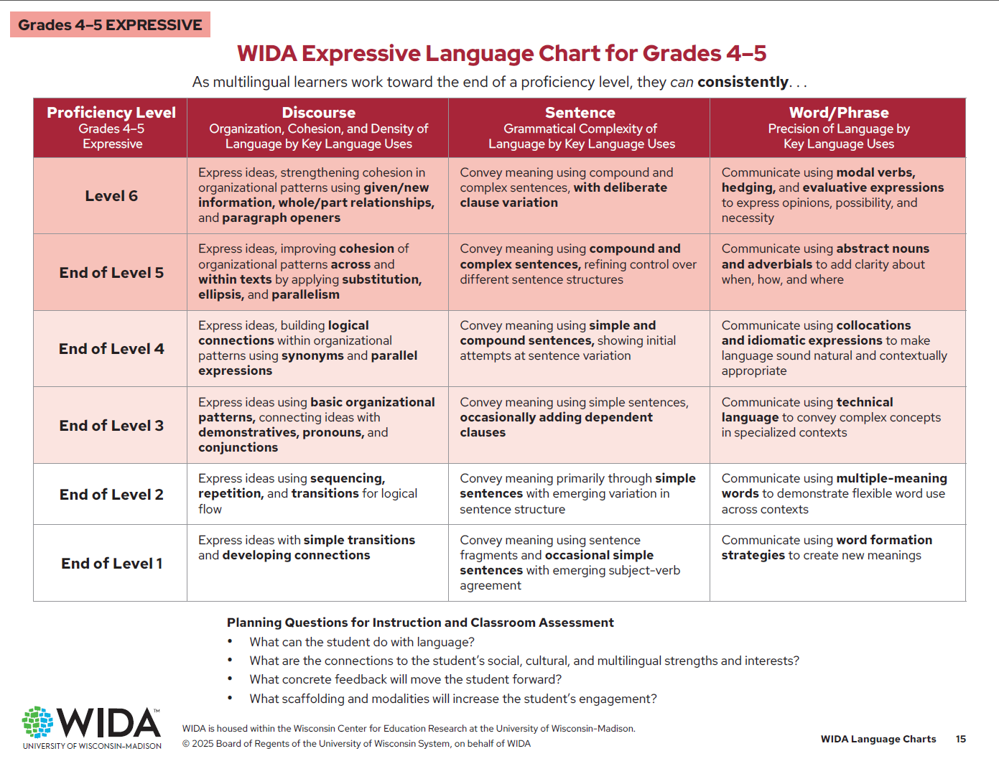 Grades 4–5 EXPRESSIVE
WIDA Expressive Language Chart for Grades 4–5
As multilingual learners work toward the end of a proficiency level, they can consistently. . .
Proficiency Level
Grades 4–5
Expressive
Discourse
Organization, Cohesion, and Density of
Language by Key Language Uses
Sentence
Grammatical Complexity of
Language by Key Language Uses
Word/Phrase
Precision of Language by
Key Language Uses
Level 6
Express ideas, strengthening cohesion in
organizational patterns using given/new
information, whole/part relationships,
and paragraph openers
Convey meaning using compound and
complex sentences, with deliberate
clause variation
Communicate using modal verbs,
hedging, and evaluative expressions
to express opinions, possibility, and
necessity
End of Level 5
Express ideas, improving cohesion of
organizational patterns across and
within texts by applying substitution,
ellipsis, and parallelism
Convey meaning using compound and
complex sentences, refining control over
different sentence structures
Communicate using abstract nouns
and adverbials to add clarity about
when, how, and where
End of Level 4
Express ideas, building logical
connections within organizational
patterns using synonyms and parallel
expressions
Convey meaning using simple and
compound sentences, showing initial
attempts at sentence variation
Communicate using collocations
and idiomatic expressions to make
language sound natural and contextually
appropriate
End of Level 3
Express ideas using basic organizational
patterns, connecting ideas with
demonstratives, pronouns, and
conjunctions
Convey meaning using simple sentences,
occasionally adding dependent
clauses
Communicate using technical
language to convey complex concepts
in specialized contexts
End of Level 2
Express ideas using sequencing,
repetition, and transitions for logical
flow
Convey meaning primarily through simple
sentences with emerging variation in
sentence structure
Communicate using multiple-meaning
words to demonstrate flexible word use
across contexts
End of Level 1
Express ideas with simple transitions
and developing connections
Convey meaning using sentence
fragments and occasional simple
sentences with emerging subject-verb
agreement
Communicate using word formation
strategies to create new meanings
Planning Questions for Instruction and Classroom Assessment
• What can the student do with language?
• What are the connections to the student's social, cultural, and multilingual strengths and interests?
• What concrete feedback will move the student forward?
• What scaffolding and modalities will increase the student's engagement?
WIDA™
UNIVERSITY OF WISCONSIN–MADISON
WIDA is housed within the Wisconsin Center for Education Research at the University of Wisconsin–Madison.
© 2025 Board of Regents of the University of Wisconsin System, on behalf of WIDA
WIDA Language Charts 15